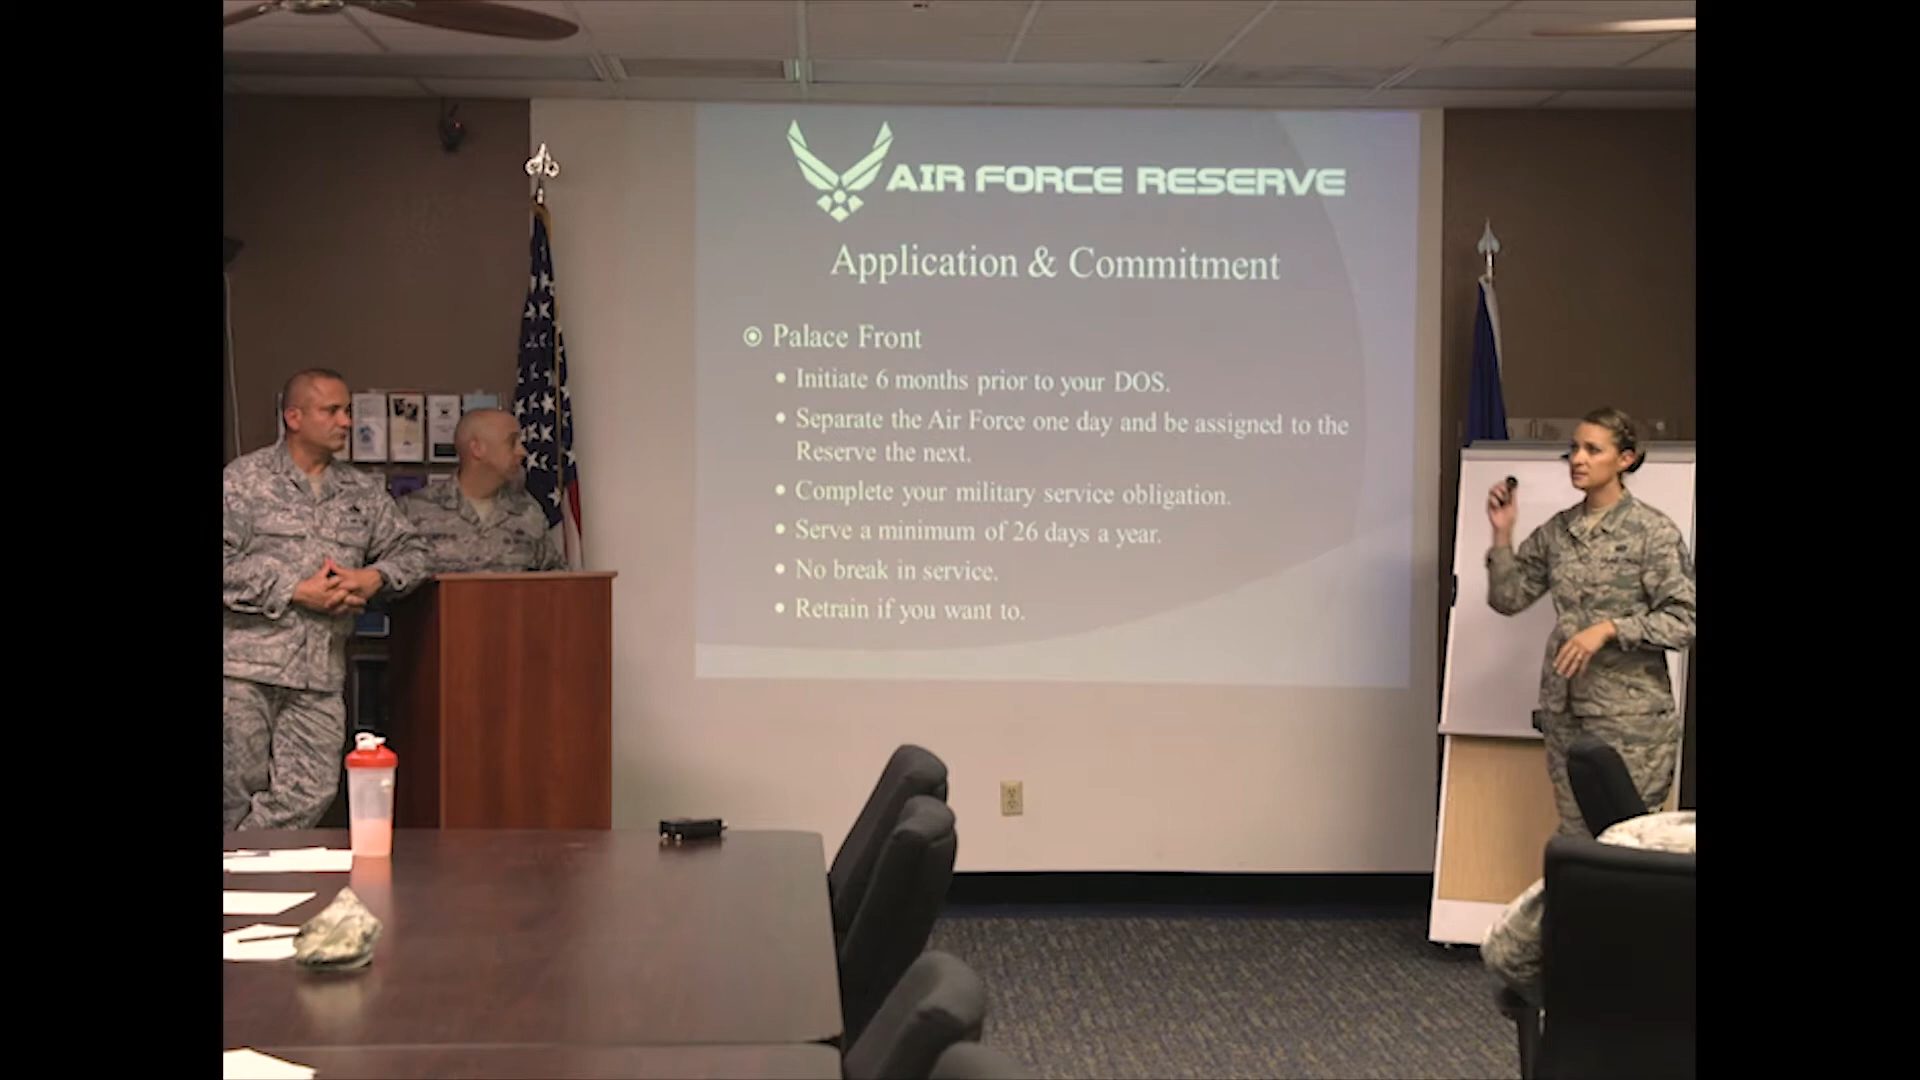 AIR FORCE RESERVE
Application & Commitment
Palace Front
• Initiate 6 months prior to your DOS.
• Separate the Air Force one day and be assigned to the
Reserve the next.
• Complete your military service obligation.
• Serve a minimum of 26 days a year.
• No break in service.
• Retrain if you want to.